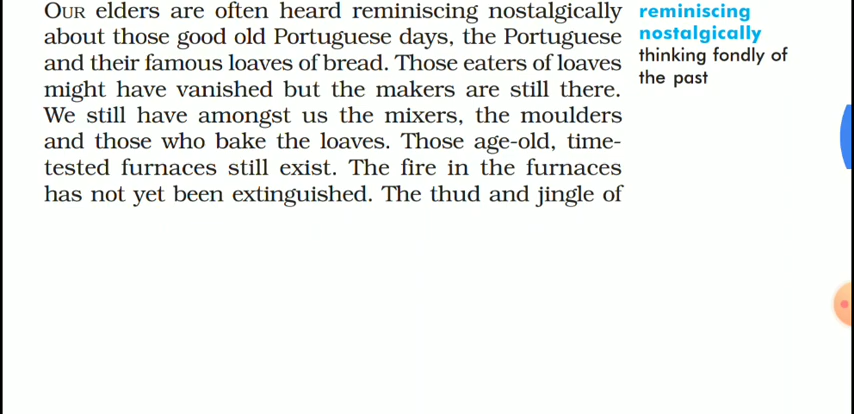 OUR elders are often heard reminiscing nostalgically
about those good old Portuguese days, the Portuguese
and their famous loaves of bread. Those eaters of loaves
might have vanished but the makers are still there.
We still have amongst us the mixers, the moulders
and those who bake the loaves. Those age-old, time-
tested furnaces still exist. The fire in the furnaces
has not yet been extinguished. The thud and jingle of
reminiscing
nostalgically
thinking fondly of
the past